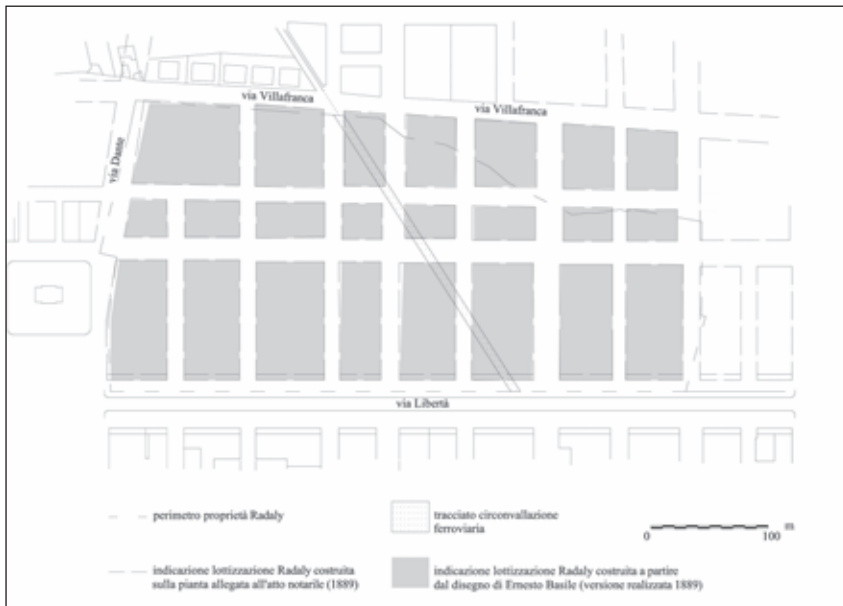 via Villafranca
via Villafranca
via Dante
via Libertà
perimetro proprietà Radaly
tracciato circonvallazione
ferroviaria
0
100
m
indicazione lottizzazione Radaly costruita
sulla pianta allegata all'atto notarile (1889)
indicazione lottizzazione Radaly costruita a partire
dal disegno di Ernesto Basile (versione realizzata 1889)